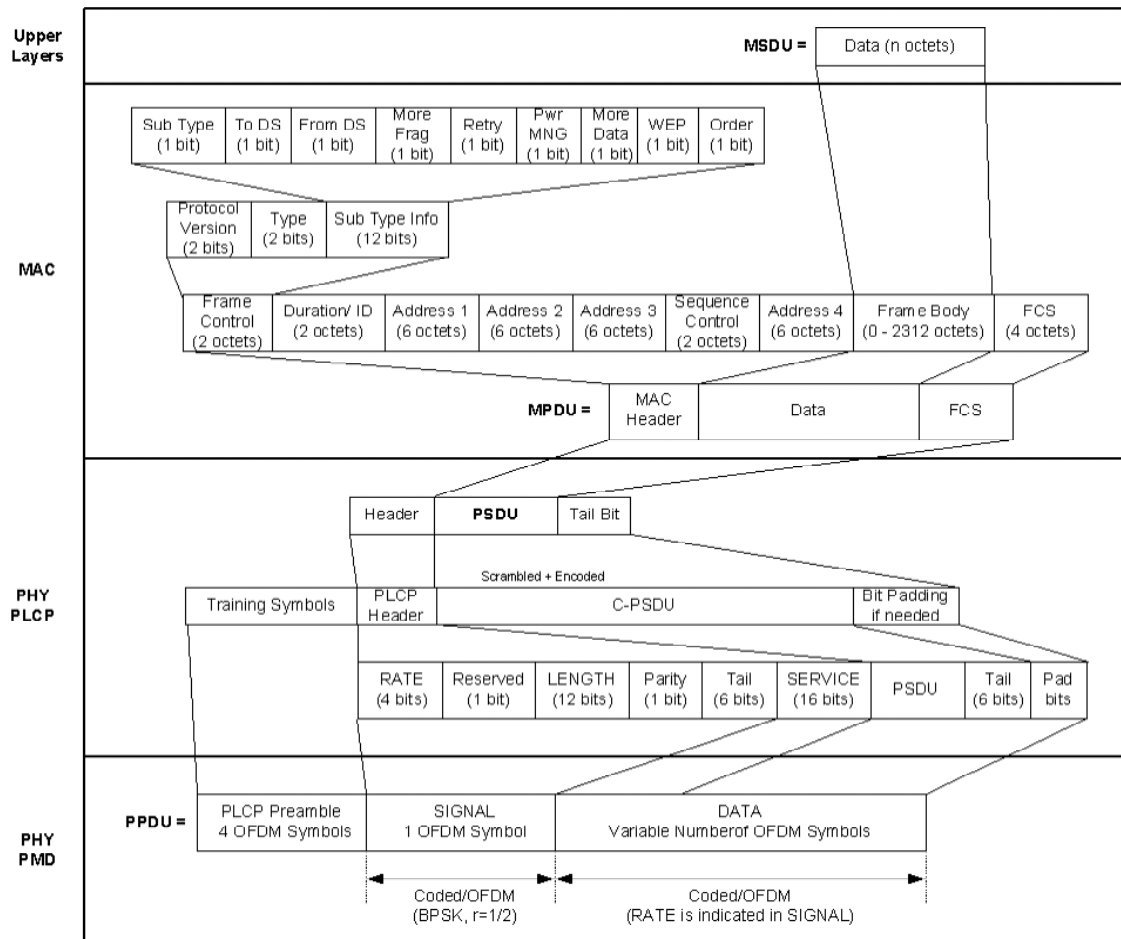 Upper
Layers
MSDU =
Data (n octets)
MAC
Sub Type
(1 bit)
To DS
(1 bit)
From DS
(1 bit)
More
Frag
(1 bit)
Retry
(1 bit)
Pwr
MNG
(1 bit)
More
Data
(1 bit)
WEP
(1 bit)
Order
(1 bit)
Protocol
Version
(2 bits)
Type
(2 bits)
Sub Type Info
(12 bits)
Frame
Control
(2 octets)
Duration/ ID
(2 octets)
Address 1
(6 octets)
Address 2
(6 octets)
Address 3
(6 octets)
Sequence
Control
(2 octets)
Address 4
(6 octets)
Frame Body
(0 - 2312 octets)
FCS
(4 octets)
MPDU =
MAC
Header
Data
FCS
PHY
PLCP
Header
PSDU
Tail Bit
Scrambled + Encoded
Training Symbols
PLCP
Header
C-PSDU
Bit Padding
if needed
RATE
(4 bits)
Reserved
(1 bit)
LENGTH
(12 bits)
Parity
(1 bit)
Tail
(6 bits)
SERVICE
(16 bits)
PSDU
Tail
(6 bits)
Pad
bits
PHY
PMD
PPDU =
PLCP Preamble
4 OFDM Symbols
SIGNAL
1 OFDM Symbol
DATA
Variable Numberof OFDM Symbols
Coded/OFDM
(BPSK, r=1/2)
Coded/OFDM
(RATE is indicated in SIGNAL)